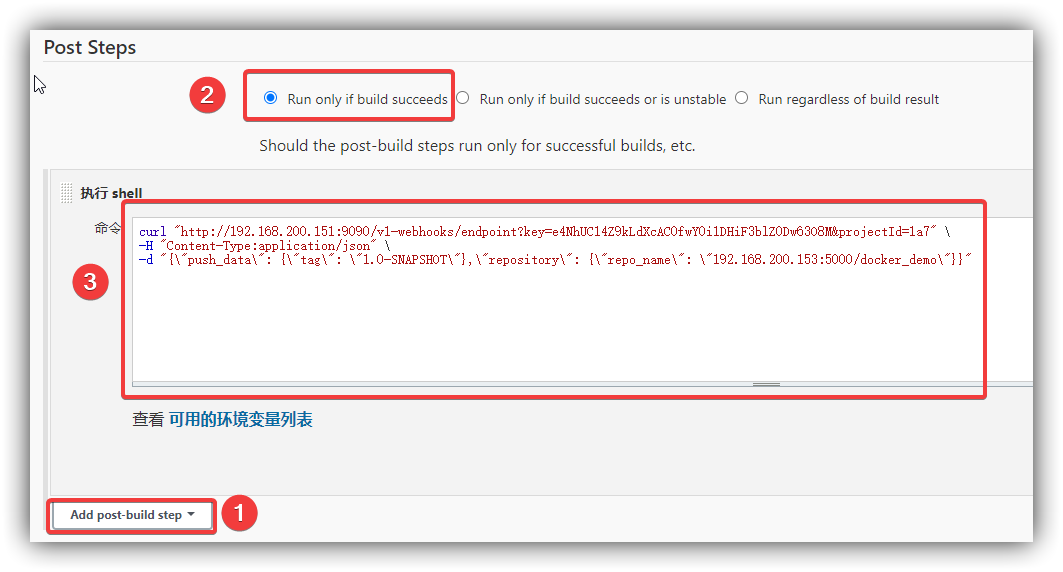 Post Steps
2
Run only if build succeeds
Run only if build succeeds or is unstable
Run regardless of build result
Should the post-build steps run only for successful builds, etc.
执行 shell
命令
curl "http://192.168.200.151:9090/v1-webhooks/endpoint?key=e4NhUC14Z9kLdXcACOfwYOi1DHiF3blZODw63O8M&projectId=1a7" \
-H "Content-Type:application/json" \
-d "{\"push_data\": {\"tag\": \"1.0-SNAPSHOT\"},\"repository\": {\"repo_name\": \"192.168.200.153:5000/docker_demo\"}}"
3
查看 可用的环境变量列表
Add post-build step
1